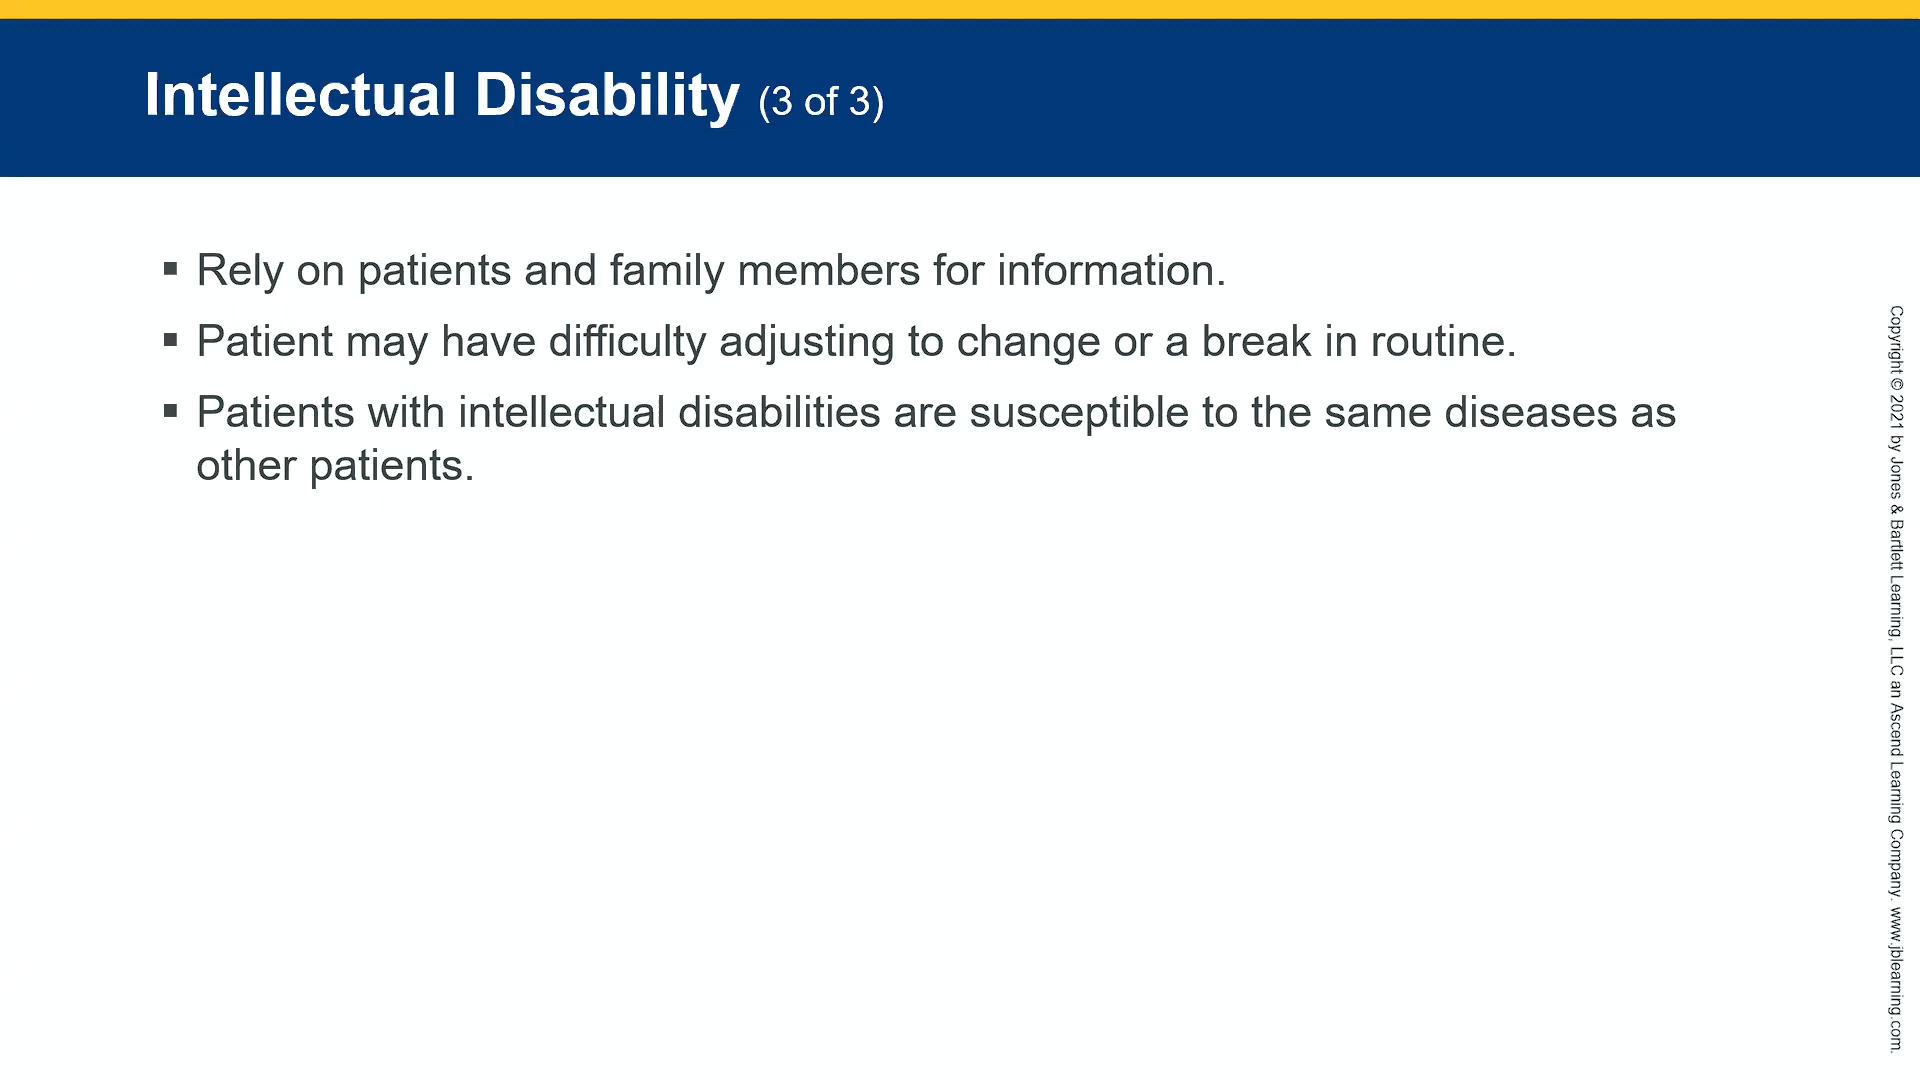 Intellectual Disability (3 of 3)
▪ Rely on patients and family members for information.
▪ Patient may have difficulty adjusting to change or a break in routine.
▪ Patients with intellectual disabilities are susceptible to the same diseases as
other patients.
Copyright © 2021 by Jones & Bartlett Learning, LLC an Ascend Learning Company. www.jblearning.com.